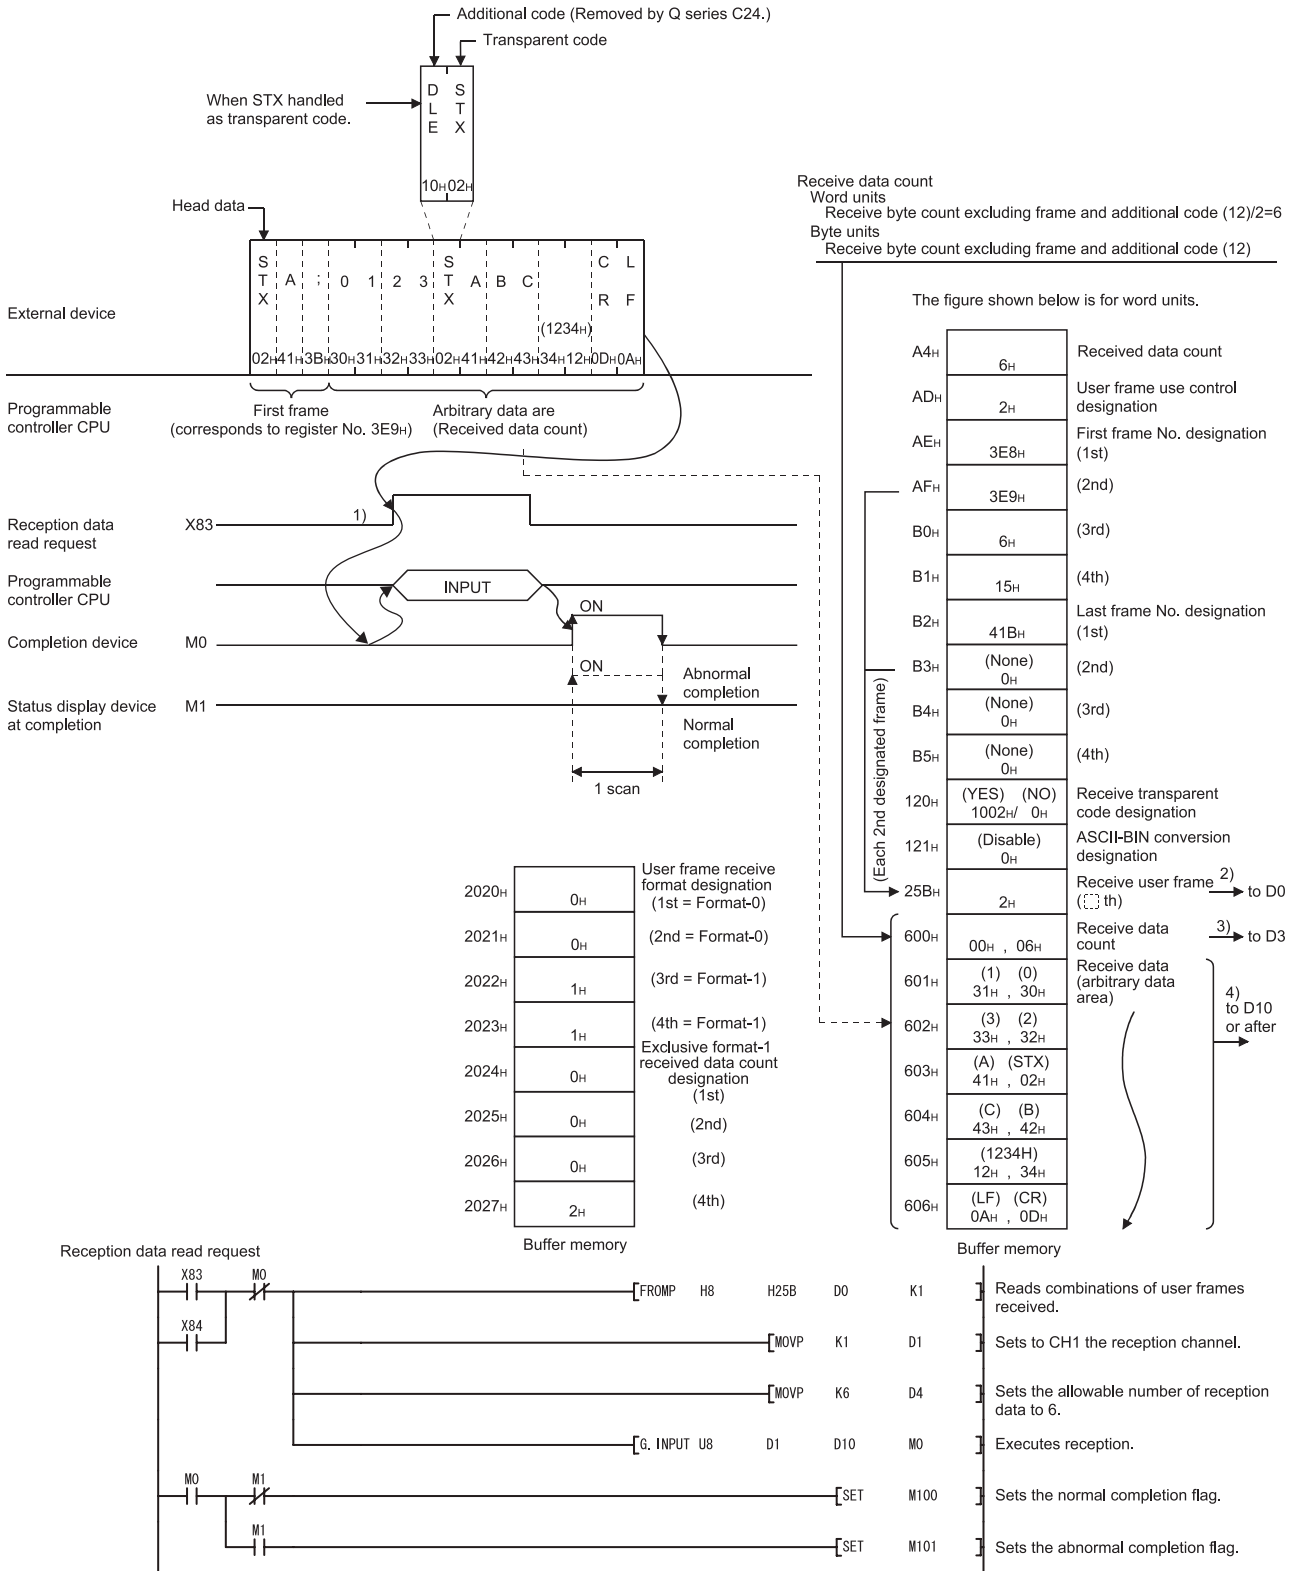 Additional code (Removed by Q series C24.)
Transparent code
When STX handled
as transparent code.
D L E
S T X
10H 02H
Head data
Receive data count
Word units
Receive byte count excluding frame and additional code (12)/2=6
Byte units
Receive byte count excluding frame and additional code (12)
External device
S T X A ; 0 1 2 3 S T X A B C (1234H) C R L F
02H 41H 3BH 30H 31H 32H 33H 02H 41H 42H 43H 34H 12H 0DH 0AH
Programmable
controller CPU
First frame
(corresponds to register No. 3E9H)
Arbitrary data are
(Received data count)
Reception data
read request
X83
1)
Programmable
controller CPU
INPUT
Completion device
M0
ON
ON
Abnormal
completion
Status display device
at completion
M1
Normal
completion
1 scan
The figure shown below is for word units.
A4H 6H Received data count
ADH 2H User frame use control
designation
AEH 3E8H First frame No. designation
(1st)
AFH 3E9H (2nd)
B0H 6H (3rd)
B1H 15H (4th)
B2H 41BH Last frame No. designation
(1st)
B3H (None) 0H (2nd)
B4H (None) 0H (3rd)
B5H (None) 0H (4th)
(Each 2nd designated frame)
120H (YES) (NO) 1002H/ 0H Receive transparent
code designation
121H (Disable) 0H ASCII-BIN conversion
designation
25BH 2H Receive user frame
( th)
2)
to D0
600H 00H , 06H Receive data
count
3)
to D3
601H (1) (0) 31H , 30H Receive data
(arbitrary data
area)
602H (3) (2) 33H , 32H
4)
to D10
or after
603H (A) (STX) 41H , 02H
604H (C) (B) 43H , 42H
605H (1234H) 12H , 34H
606H (LF) (CR) 0AH , 0DH
Buffer memory
2020H 0H User frame receive
format designation
(1st = Format-0)
2021H 0H (2nd = Format-0)
2022H 1H (3rd = Format-1)
2023H 1H (4th = Format-1)
2024H 0H Exclusive format-1
received data count
designation
(1st)
2025H 0H (2nd)
2026H 0H (3rd)
2027H 2H (4th)
Buffer memory
Reception data read request
X83 M0 FROMP H8 H25B D0 K1 Reads combinations of user frames
received.
X84 MOVP K1 D1 Sets to CH1 the reception channel.
MOVP K6 D4 Sets the allowable number of reception
data to 6.
G. INPUT U8 D1 D10 M0 Executes reception.
M0 M1 SET M100 Sets the normal completion flag.
M1 SET M101 Sets the abnormal completion flag.